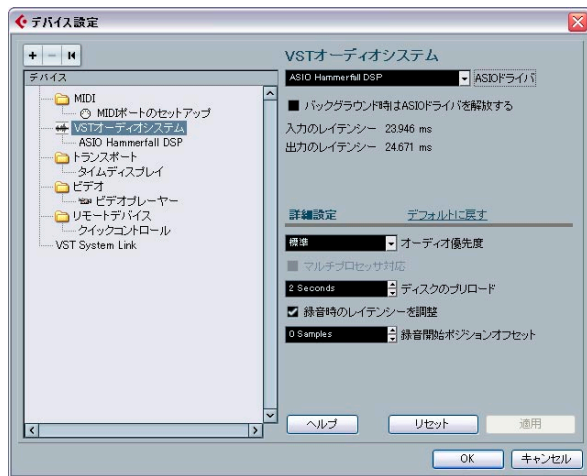 デバイス設定
デバイス
MIDI
MIDIポートのセットアップ
VSTオーディオシステム
ASIO Hammerfall DSP
トランスポート
タイムディスプレイ
ビデオ
ビデオプレーヤー
リモートデバイス
クイックコントロール
VST System Link
VSTオーディオシステム
ASIO Hammerfall DSP ASIOドライバ
バックグラウンド時はASIOドライバを解放する
入力のレイテンシー 23.946 ms
出力のレイテンシー 24.671 ms
詳細設定 デフォルトに戻す
標準 オーディオ優先度
マルチプロセッサ対応
2 Seconds ディスクのプリロード
録音時のレイテンシーを調整
0 Samples 録音開始ポジションオフセット
ヘルプ リセット 適用
OK キャンセル